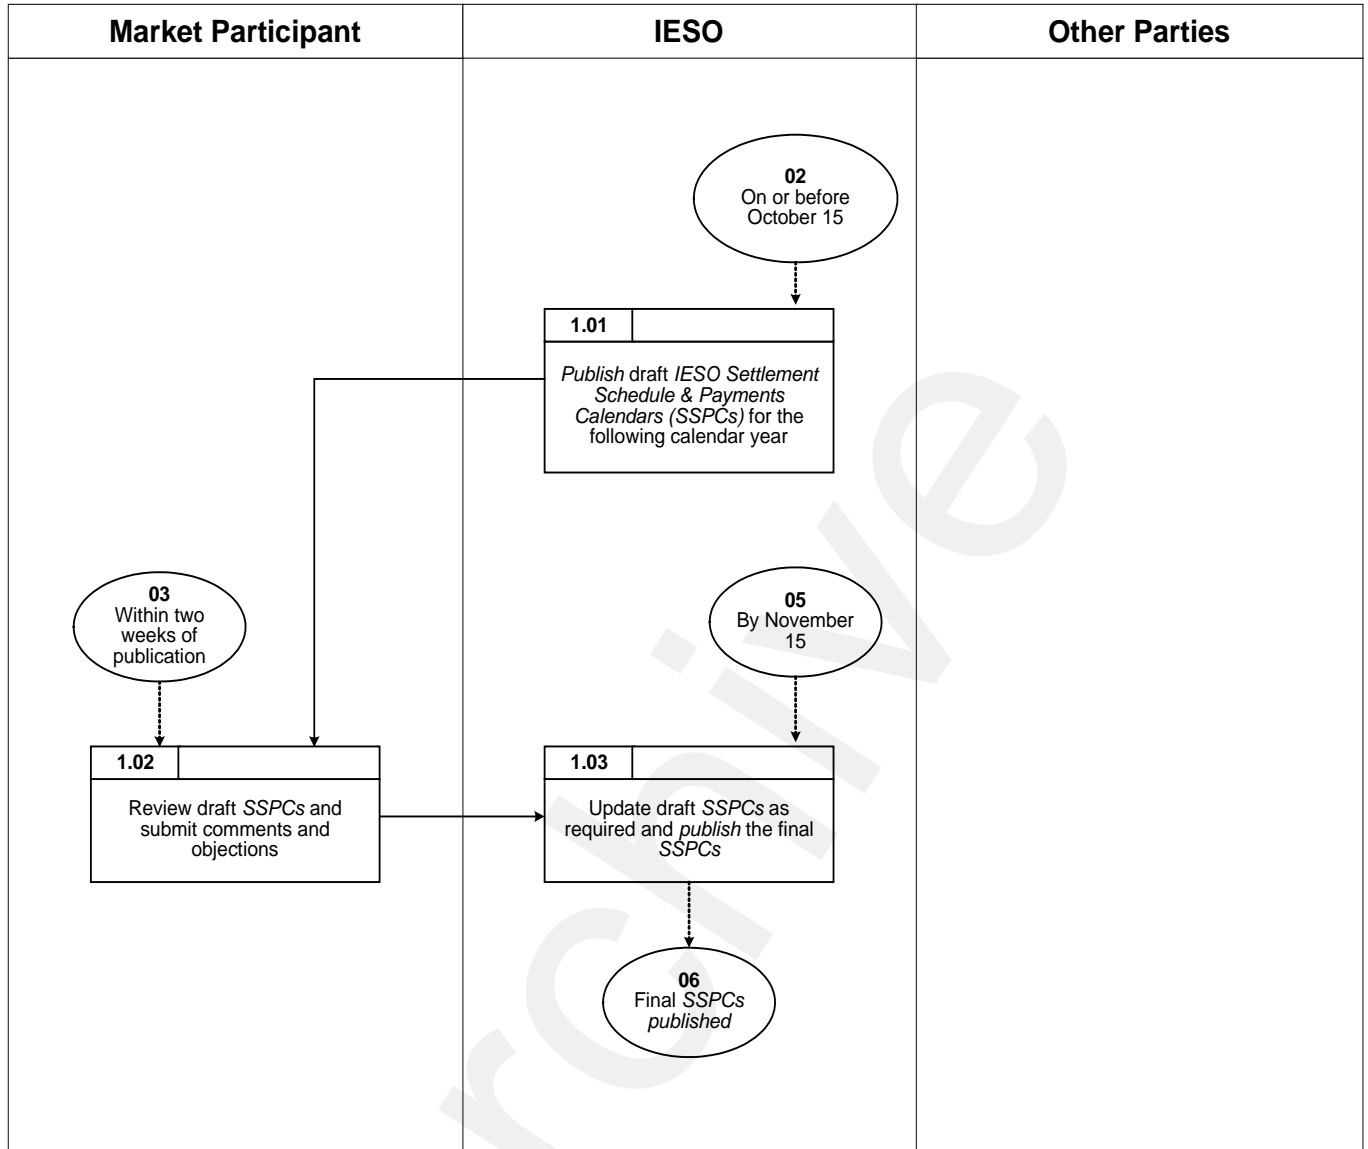 Market Participant
IESO
Other Parties
02
On or before
October 15
1.01
Publish draft IESO Settlement
Schedule & Payments
Calendars (SSPCs) for the
following calendar year
03
Within two
weeks of
publication
05
By November
15
1.02
Review draft SSPCs and
submit comments and
objections
1.03
Update draft SSPCs as
required and publish the final
SSPCs
06
Final SSPCs
published
rchive